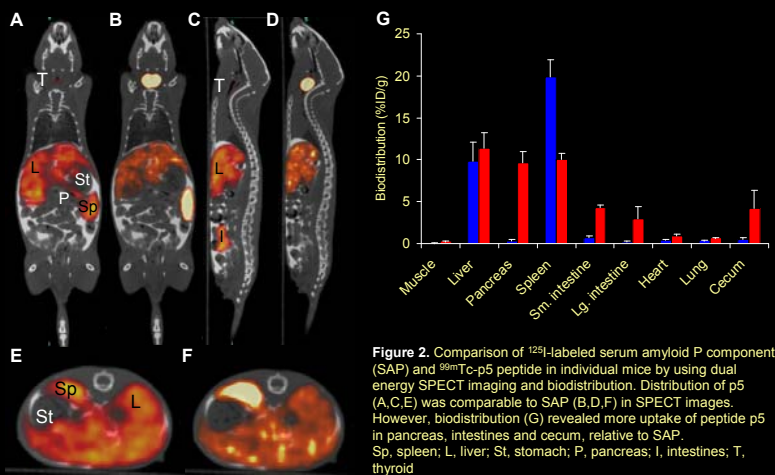 A
B
C
D
G
T
T
L
St
P
Sp
L
I
E
F
Sp
L
St
Biodistribution (%ID/g)
25
20
15
10
5
0
Muscle
Liver
Pancreas
Spleen
Sm. intestine
Lg. intestine
Heart
Lung
Cecum
Figure 2. Comparison of ¹²⁵I-labeled serum amyloid P component
(SAP) and ⁹⁹ᵐTc-p5 peptide in individual mice by using dual
energy SPECT imaging and biodistribution. Distribution of p5
(A,C,E) was comparable to SAP (B,D,F) in SPECT images.
However, biodistribution (G) revealed more uptake of peptide p5
in pancreas, intestines and cecum, relative to SAP.
Sp, spleen; L, liver; St, stomach; P, pancreas; I, intestines; T,
thyroid